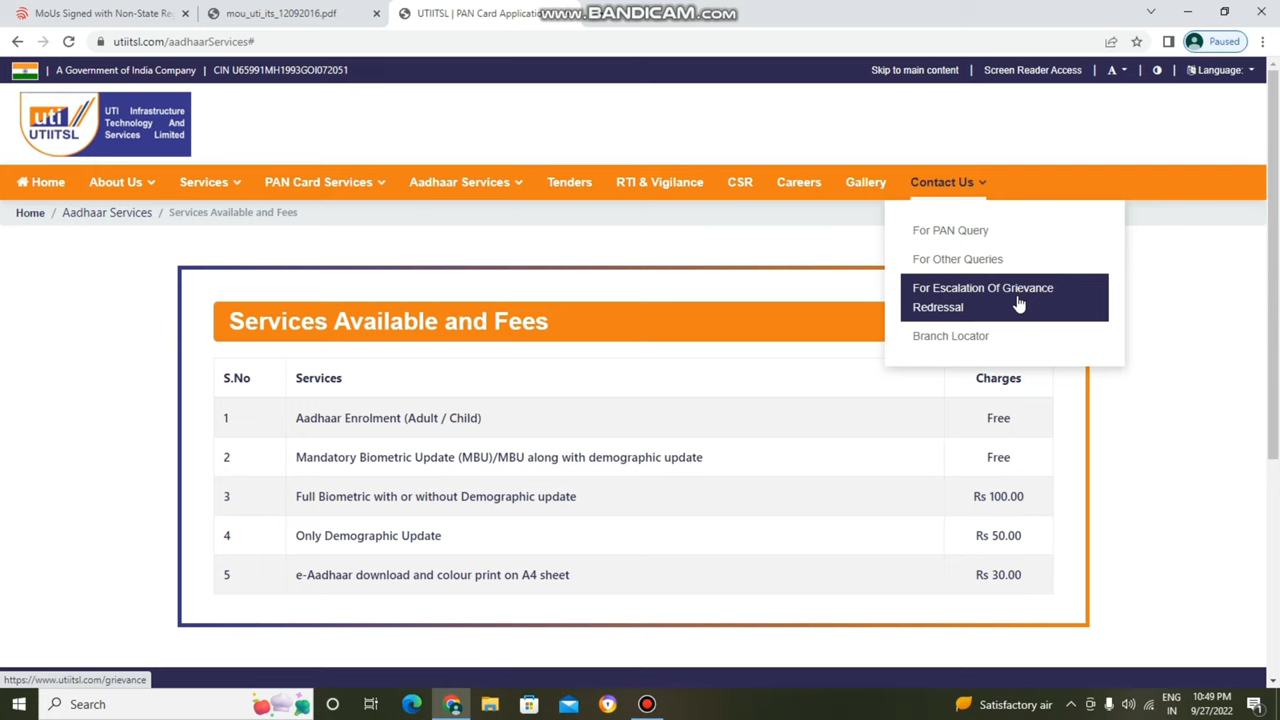 MoUs Signed with Non-State Re
mou_uti_its_12092016.pdf
UTIITSL | PAN Card Application
www.BANDICAM.com
utiitsl.com/aadhaarServices#
Paused
A Government of India Company | CIN U65991MH1993GOI072051
Skip to main content | Screen Reader Access | A | Language:
uti
UTIITSL
UTI Infrastructure
Technology And
Services Limited
Home About Us Services PAN Card Services Aadhaar Services Tenders RTI & Vigilance CSR Careers Gallery Contact Us
Home / Aadhaar Services / Services Available and Fees
For PAN Query
For Other Queries
For Escalation Of Grievance
Redressal
Branch Locator
Services Available and Fees
S.No Services Charges
1 Aadhaar Enrolment (Adult / Child) Free
2 Mandatory Biometric Update (MBU)/MBU along with demographic update Free
3 Full Biometric with or without Demographic update Rs 100.00
4 Only Demographic Update Rs 50.00
5 e-Aadhaar download and colour print on A4 sheet Rs 30.00
https://www.utiitsl.com/grievance
Search
Satisfactory air
ENG
IN
10:49 PM
9/27/2022
1